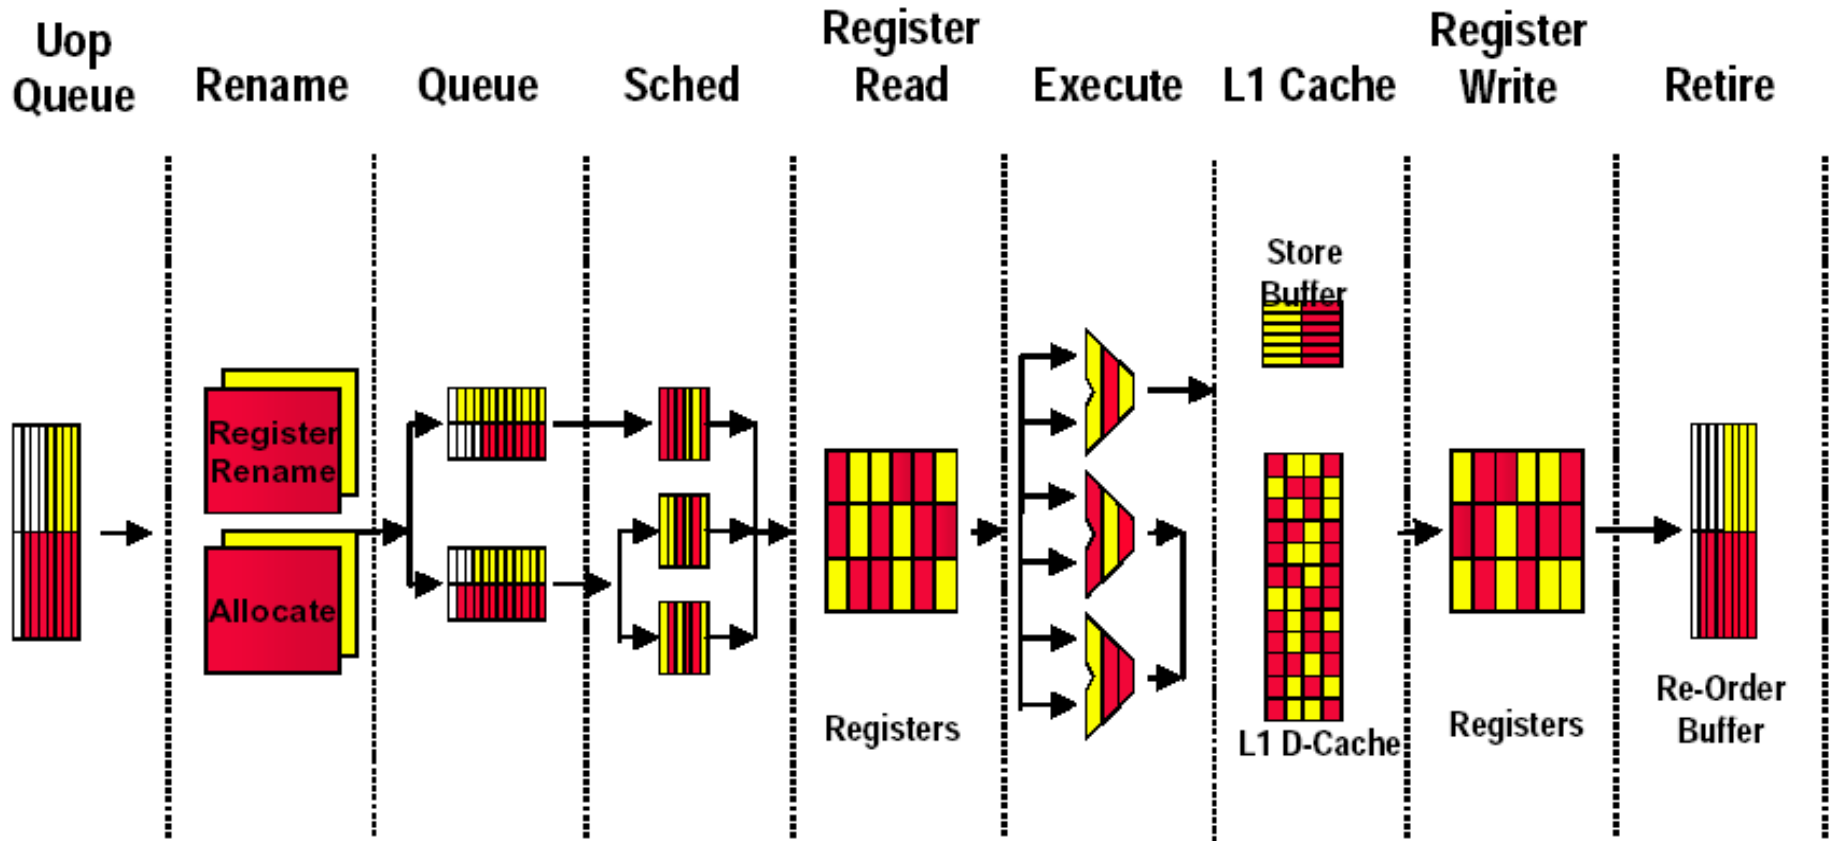 Uop
Queue
Rename
Queue
Sched
Register
Read
Execute
L1 Cache
Register
Write
Retire
Register
Rename
Allocate
Registers
Store
Buffer
L1 D-Cache
Registers
Re-Order
Buffer